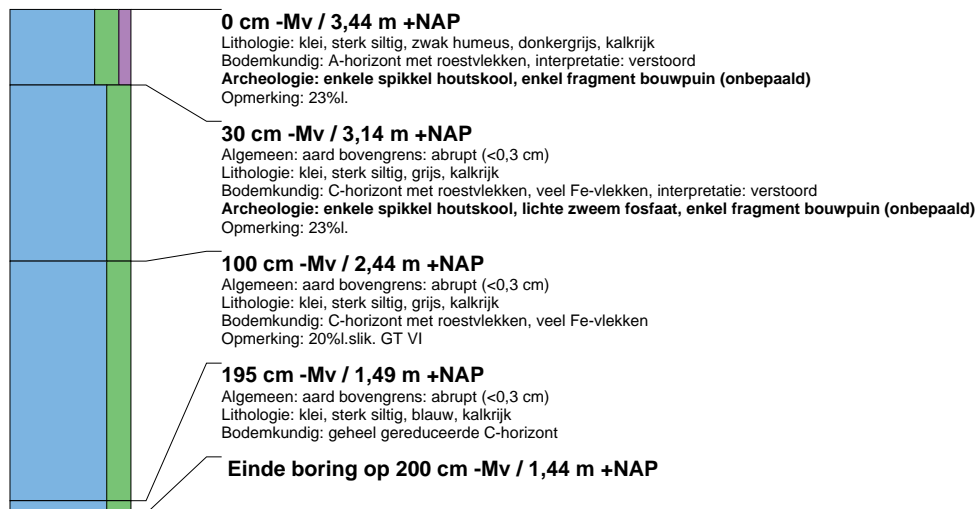 0 cm -Mv / 3,44 m +NAP
Lithologie: klei, sterk siltig, zwak humeus, donkergrijs, kalkrijk
Bodemkundig: A-horizont met roestvlekken, interpretatie: verstoord
Archeologie: enkele spikkel houtskool, enkel fragment bouwpuin (onbepaald)
Opmerking: 23%l.
30 cm -Mv / 3,14 m +NAP
Algemeen: aard bovengrens: abrupt (<0,3 cm)
Lithologie: klei, sterk siltig, grijs, kalkrijk
Bodemkundig: C-horizont met roestvlekken, veel Fe-vlekken, interpretatie: verstoord
Archeologie: enkele spikkel houtskool, lichte zweem fosfaat, enkel fragment bouwpuin (onbepaald)
Opmerking: 23%l.
100 cm -Mv / 2,44 m +NAP
Algemeen: aard bovengrens: abrupt (<0,3 cm)
Lithologie: klei, sterk siltig, grijs, kalkrijk
Bodemkundig: C-horizont met roestvlekken, veel Fe-vlekken
Opmerking: 20%l.slik. GT VI
195 cm -Mv / 1,49 m +NAP
Algemeen: aard bovengrens: abrupt (<0,3 cm)
Lithologie: klei, sterk siltig, blauw, kalkrijk
Bodemkundig: geheel gereduceerde C-horizont
Einde boring op 200 cm -Mv / 1,44 m +NAP